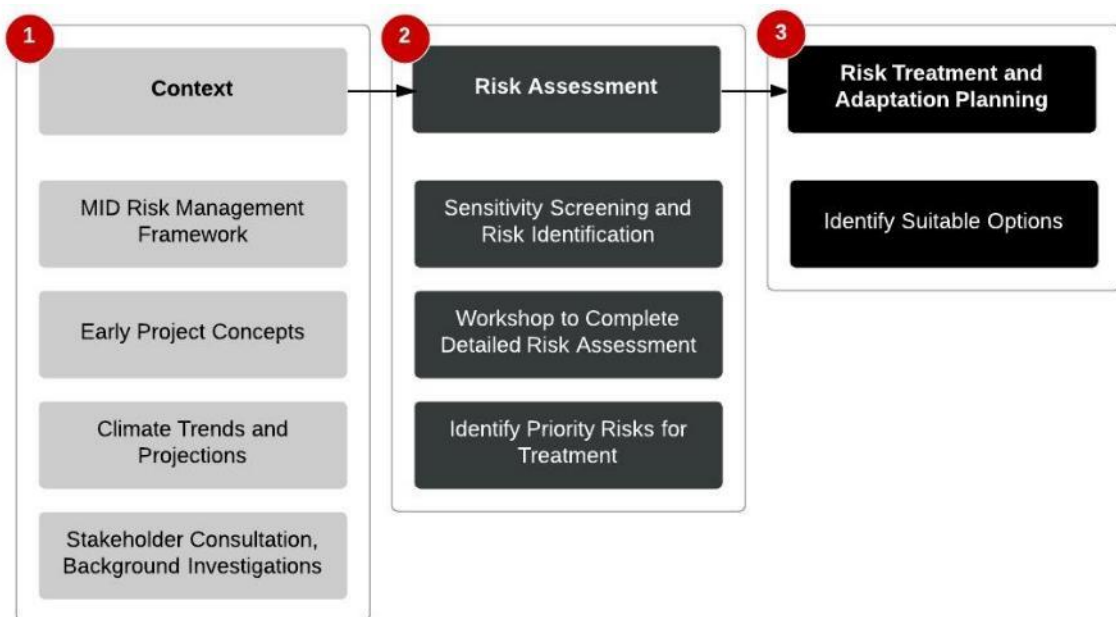 1
Context
MID Risk Management
Framework
Early Project Concepts
Climate Trends and
Projections
Stakeholder Consultation,
Background Investigations
2
Risk Assessment
Sensitivity Screening and
Risk Identification
Workshop to Complete
Detailed Risk Assessment
Identify Priority Risks for
Treatment
3
Risk Treatment and
Adaptation Planning
Identify Suitable Options